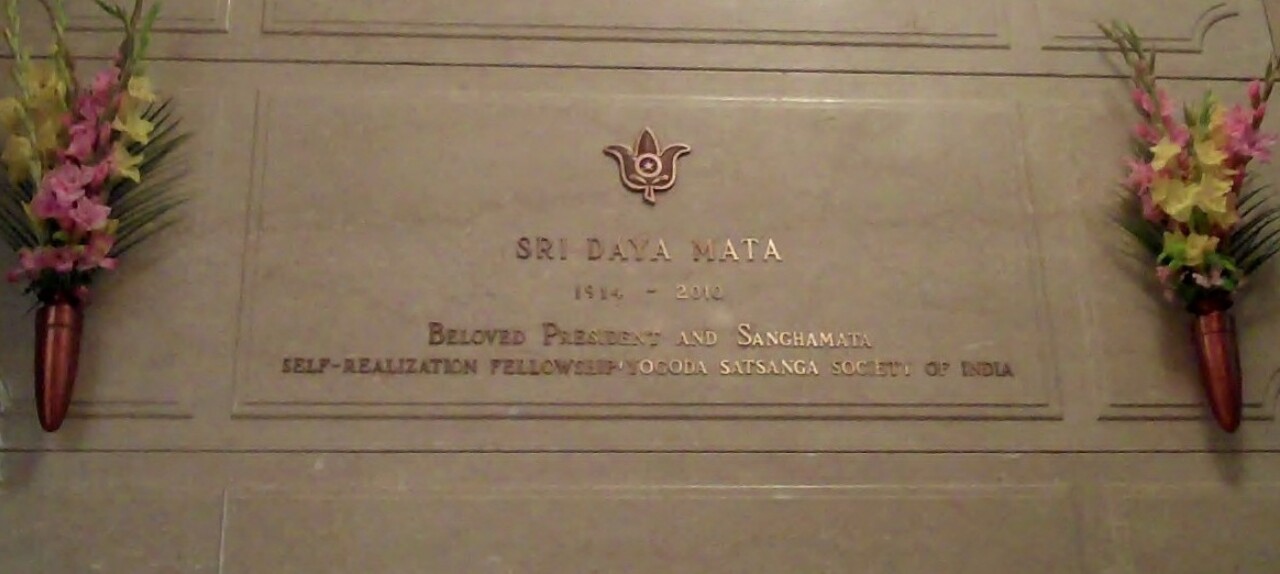 SRI DAYA MATA
1914 - 2010
BELOVED PRESIDENT AND SANGHAMATA
SELF-REALIZATION FELLOWSHIP/YOGODA SATSANGA SOCIETY OF INDIA